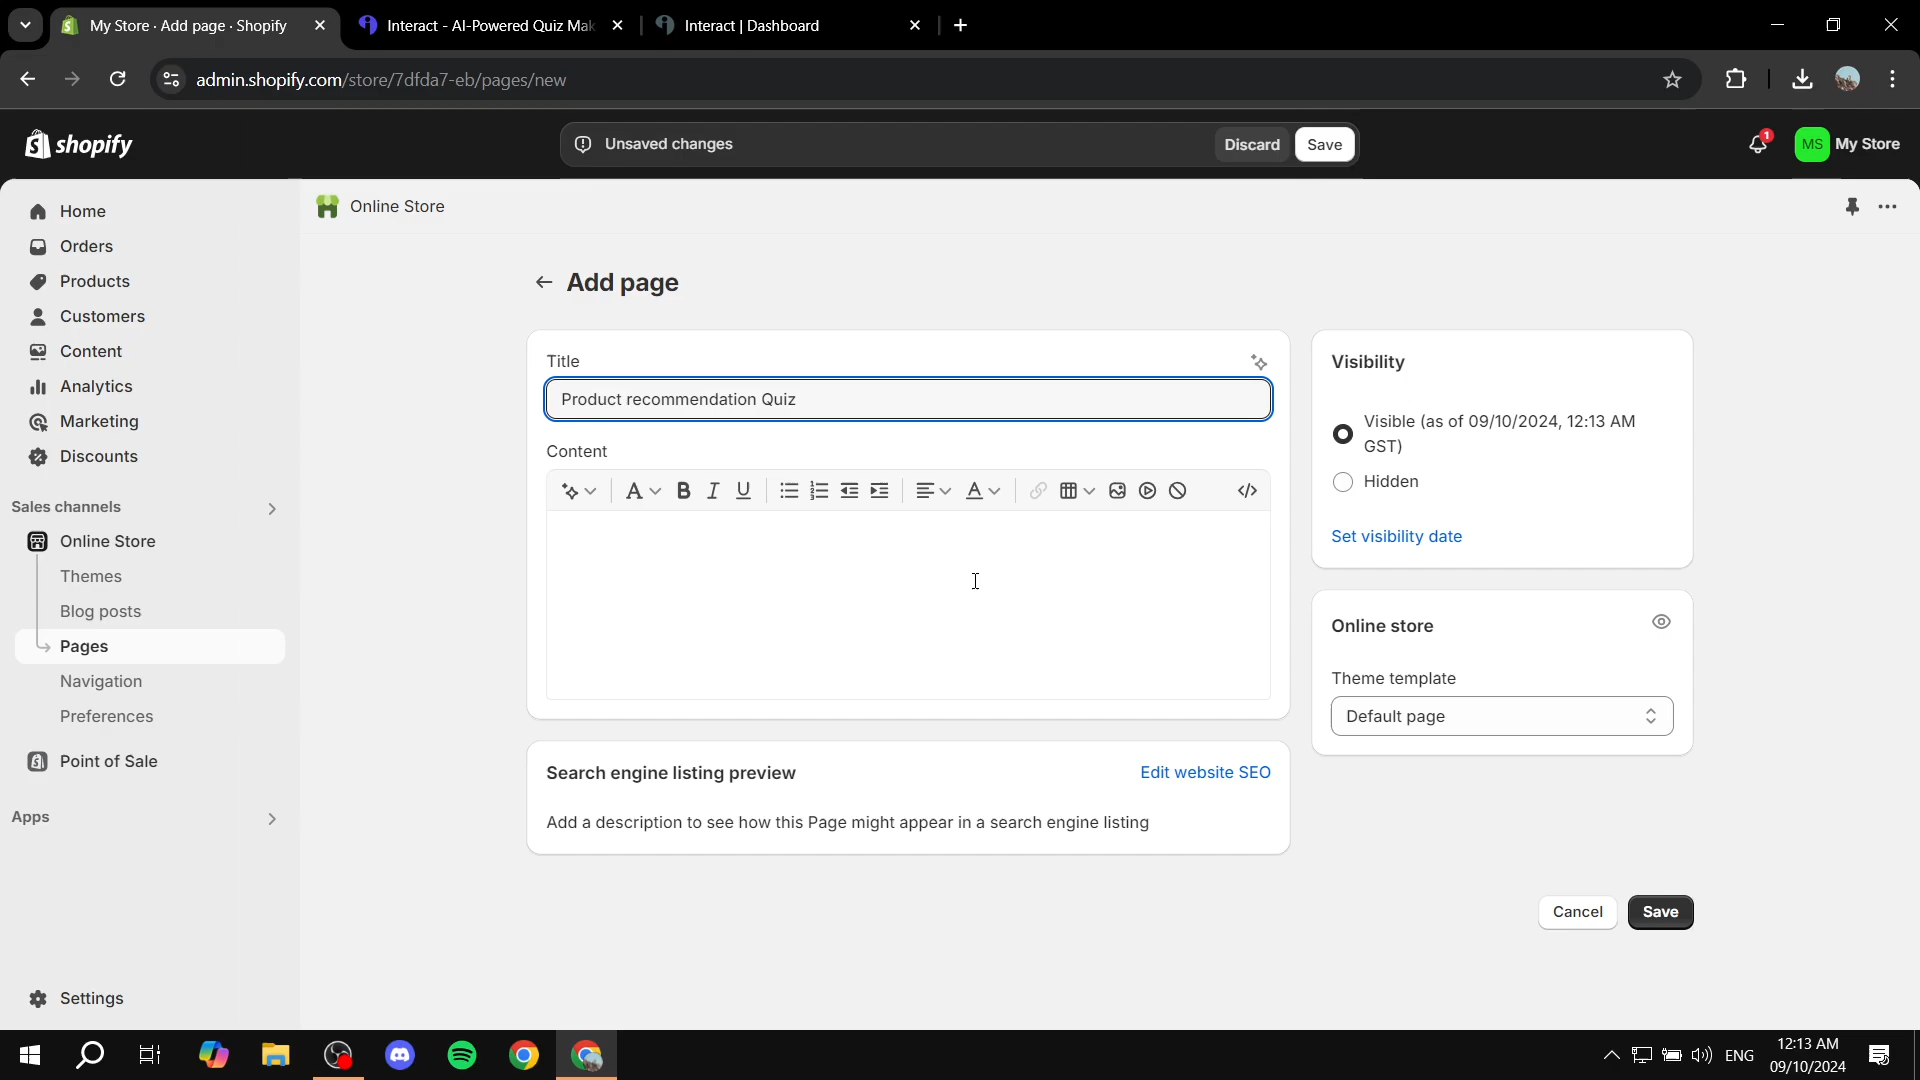 My Store · Add page · Shopify
Interact - AI-Powered Quiz Mak
Interact | Dashboard
admin.shopify.com/store/7dfda7-eb/pages/new
shopify
Unsaved changes
Discard
Save
1
MS
My Store
Home
Orders
Products
Customers
Content
Analytics
Marketing
Discounts
Sales channels
Online Store
Themes
Blog posts
Pages
Navigation
Preferences
Point of Sale
Apps
Settings
Online Store
Add page
Title
Product recommendation Quiz
Content
Search engine listing preview
Edit website SEO
Add a description to see how this Page might appear in a search engine listing
Visibility
Visible (as of 09/10/2024, 12:13 AM
GST)
Hidden
Set visibility date
Online store
Theme template
Default page
Cancel
Save
ENG
12:13 AM
09/10/2024